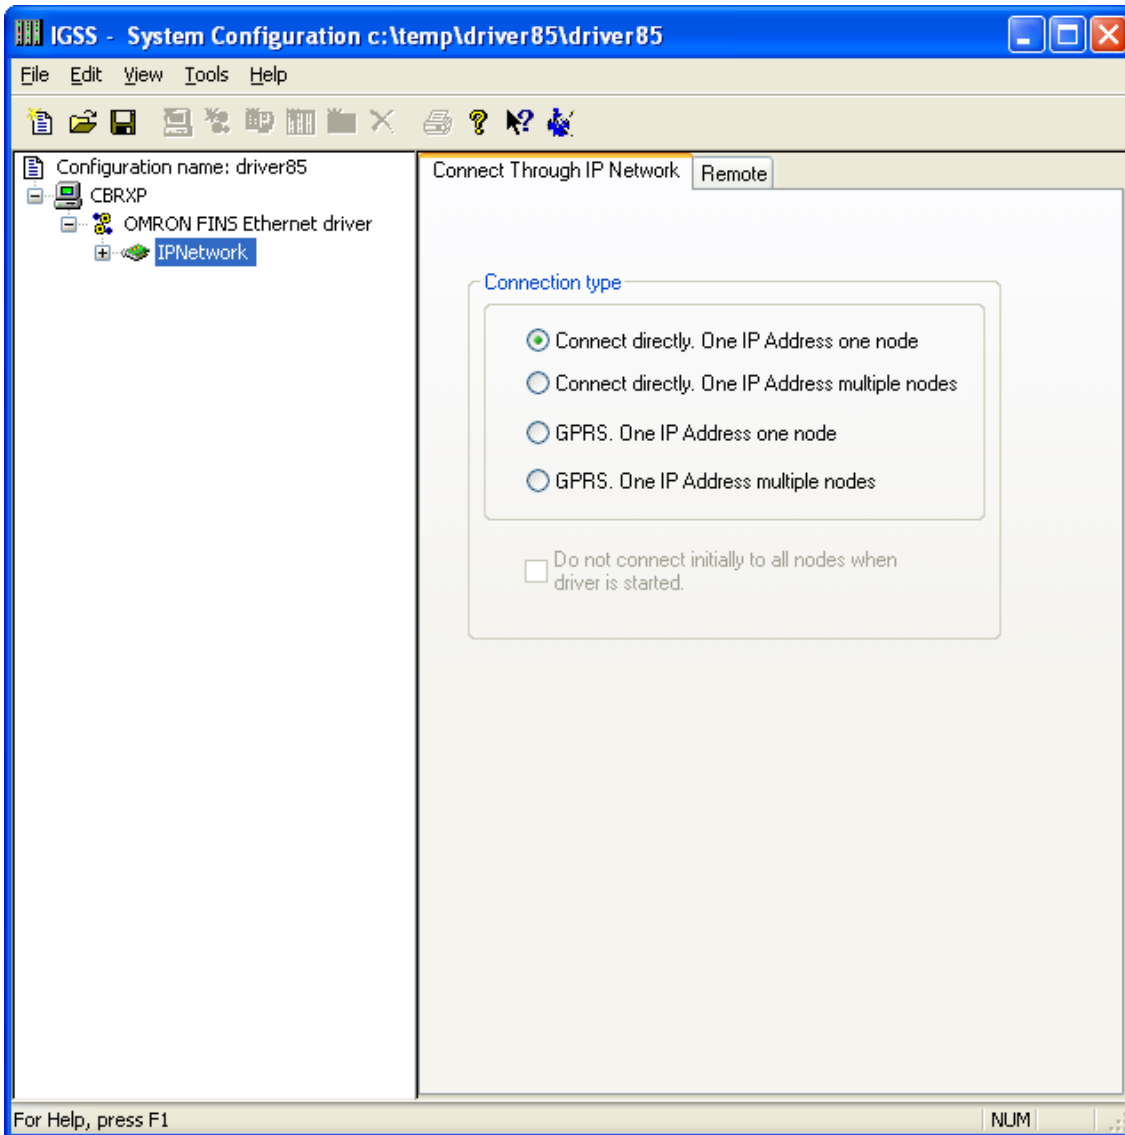 IGSS - System Configuration c:\temp\driver85\driver85
File Edit View Tools Help
Configuration name: driver85
CBRXP
OMRON FINS Ethernet driver
IPNetwork
Connect Through IP Network
Remote
Connection type
Connect directly. One IP Address one node
Connect directly. One IP Address multiple nodes
GPRS. One IP Address one node
GPRS. One IP Address multiple nodes
Do not connect initially to all nodes when
driver is started.
For Help, press F1
NUM